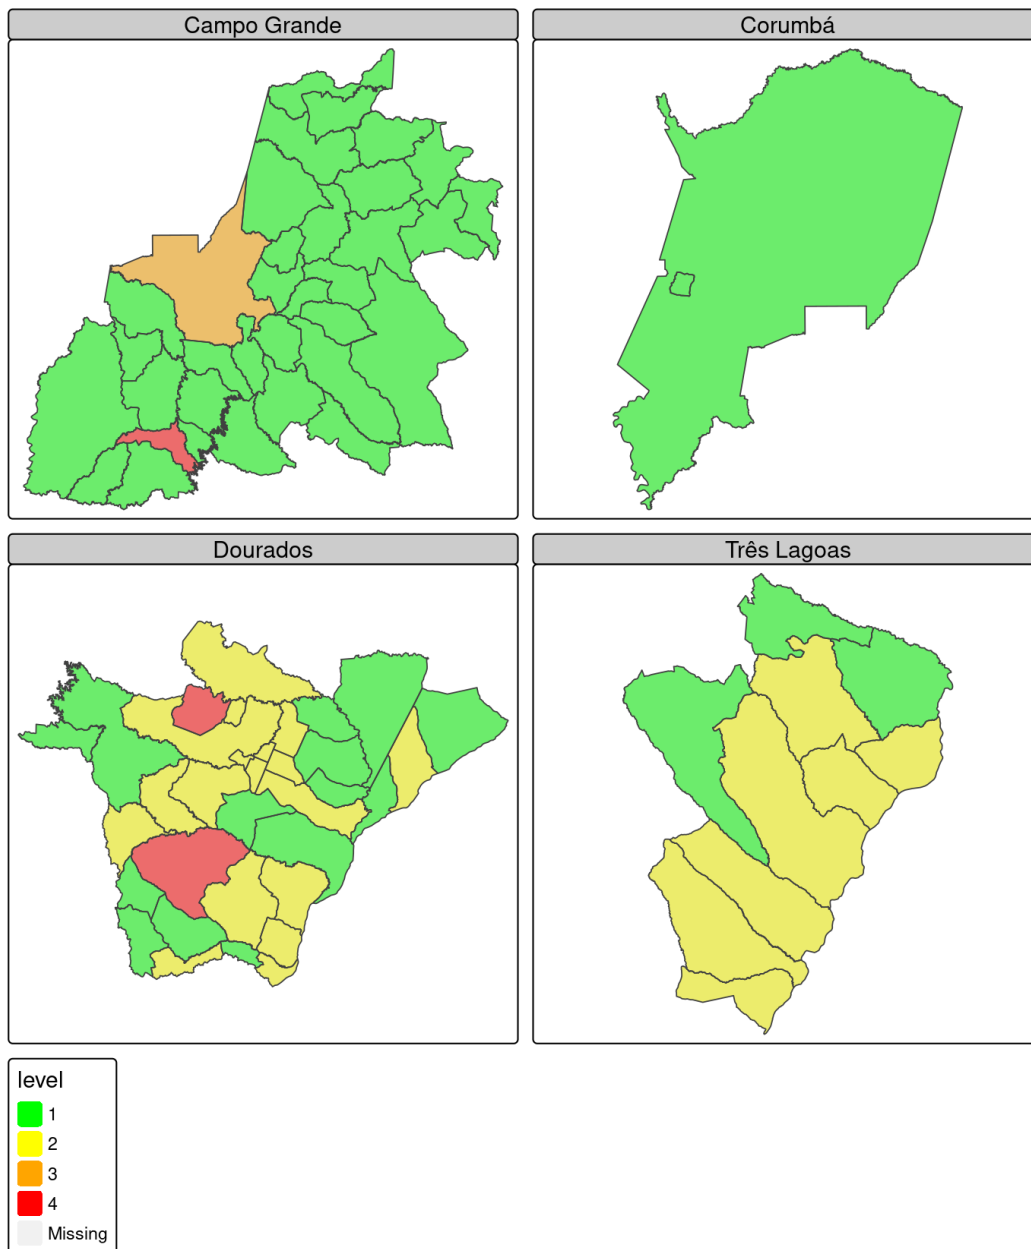 Campo Grande
Corumbá
Dourados
Três Lagoas
level
1
2
3
4
Missing